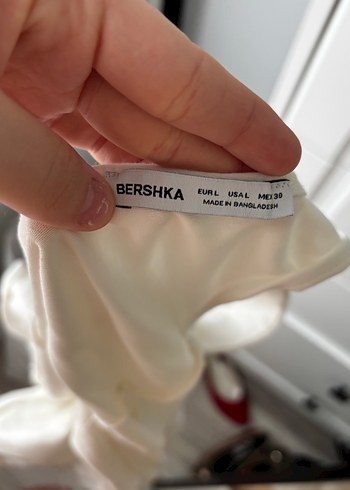 BERSHKA EUR L USA L MEX 30
MADE IN BANGLADESH